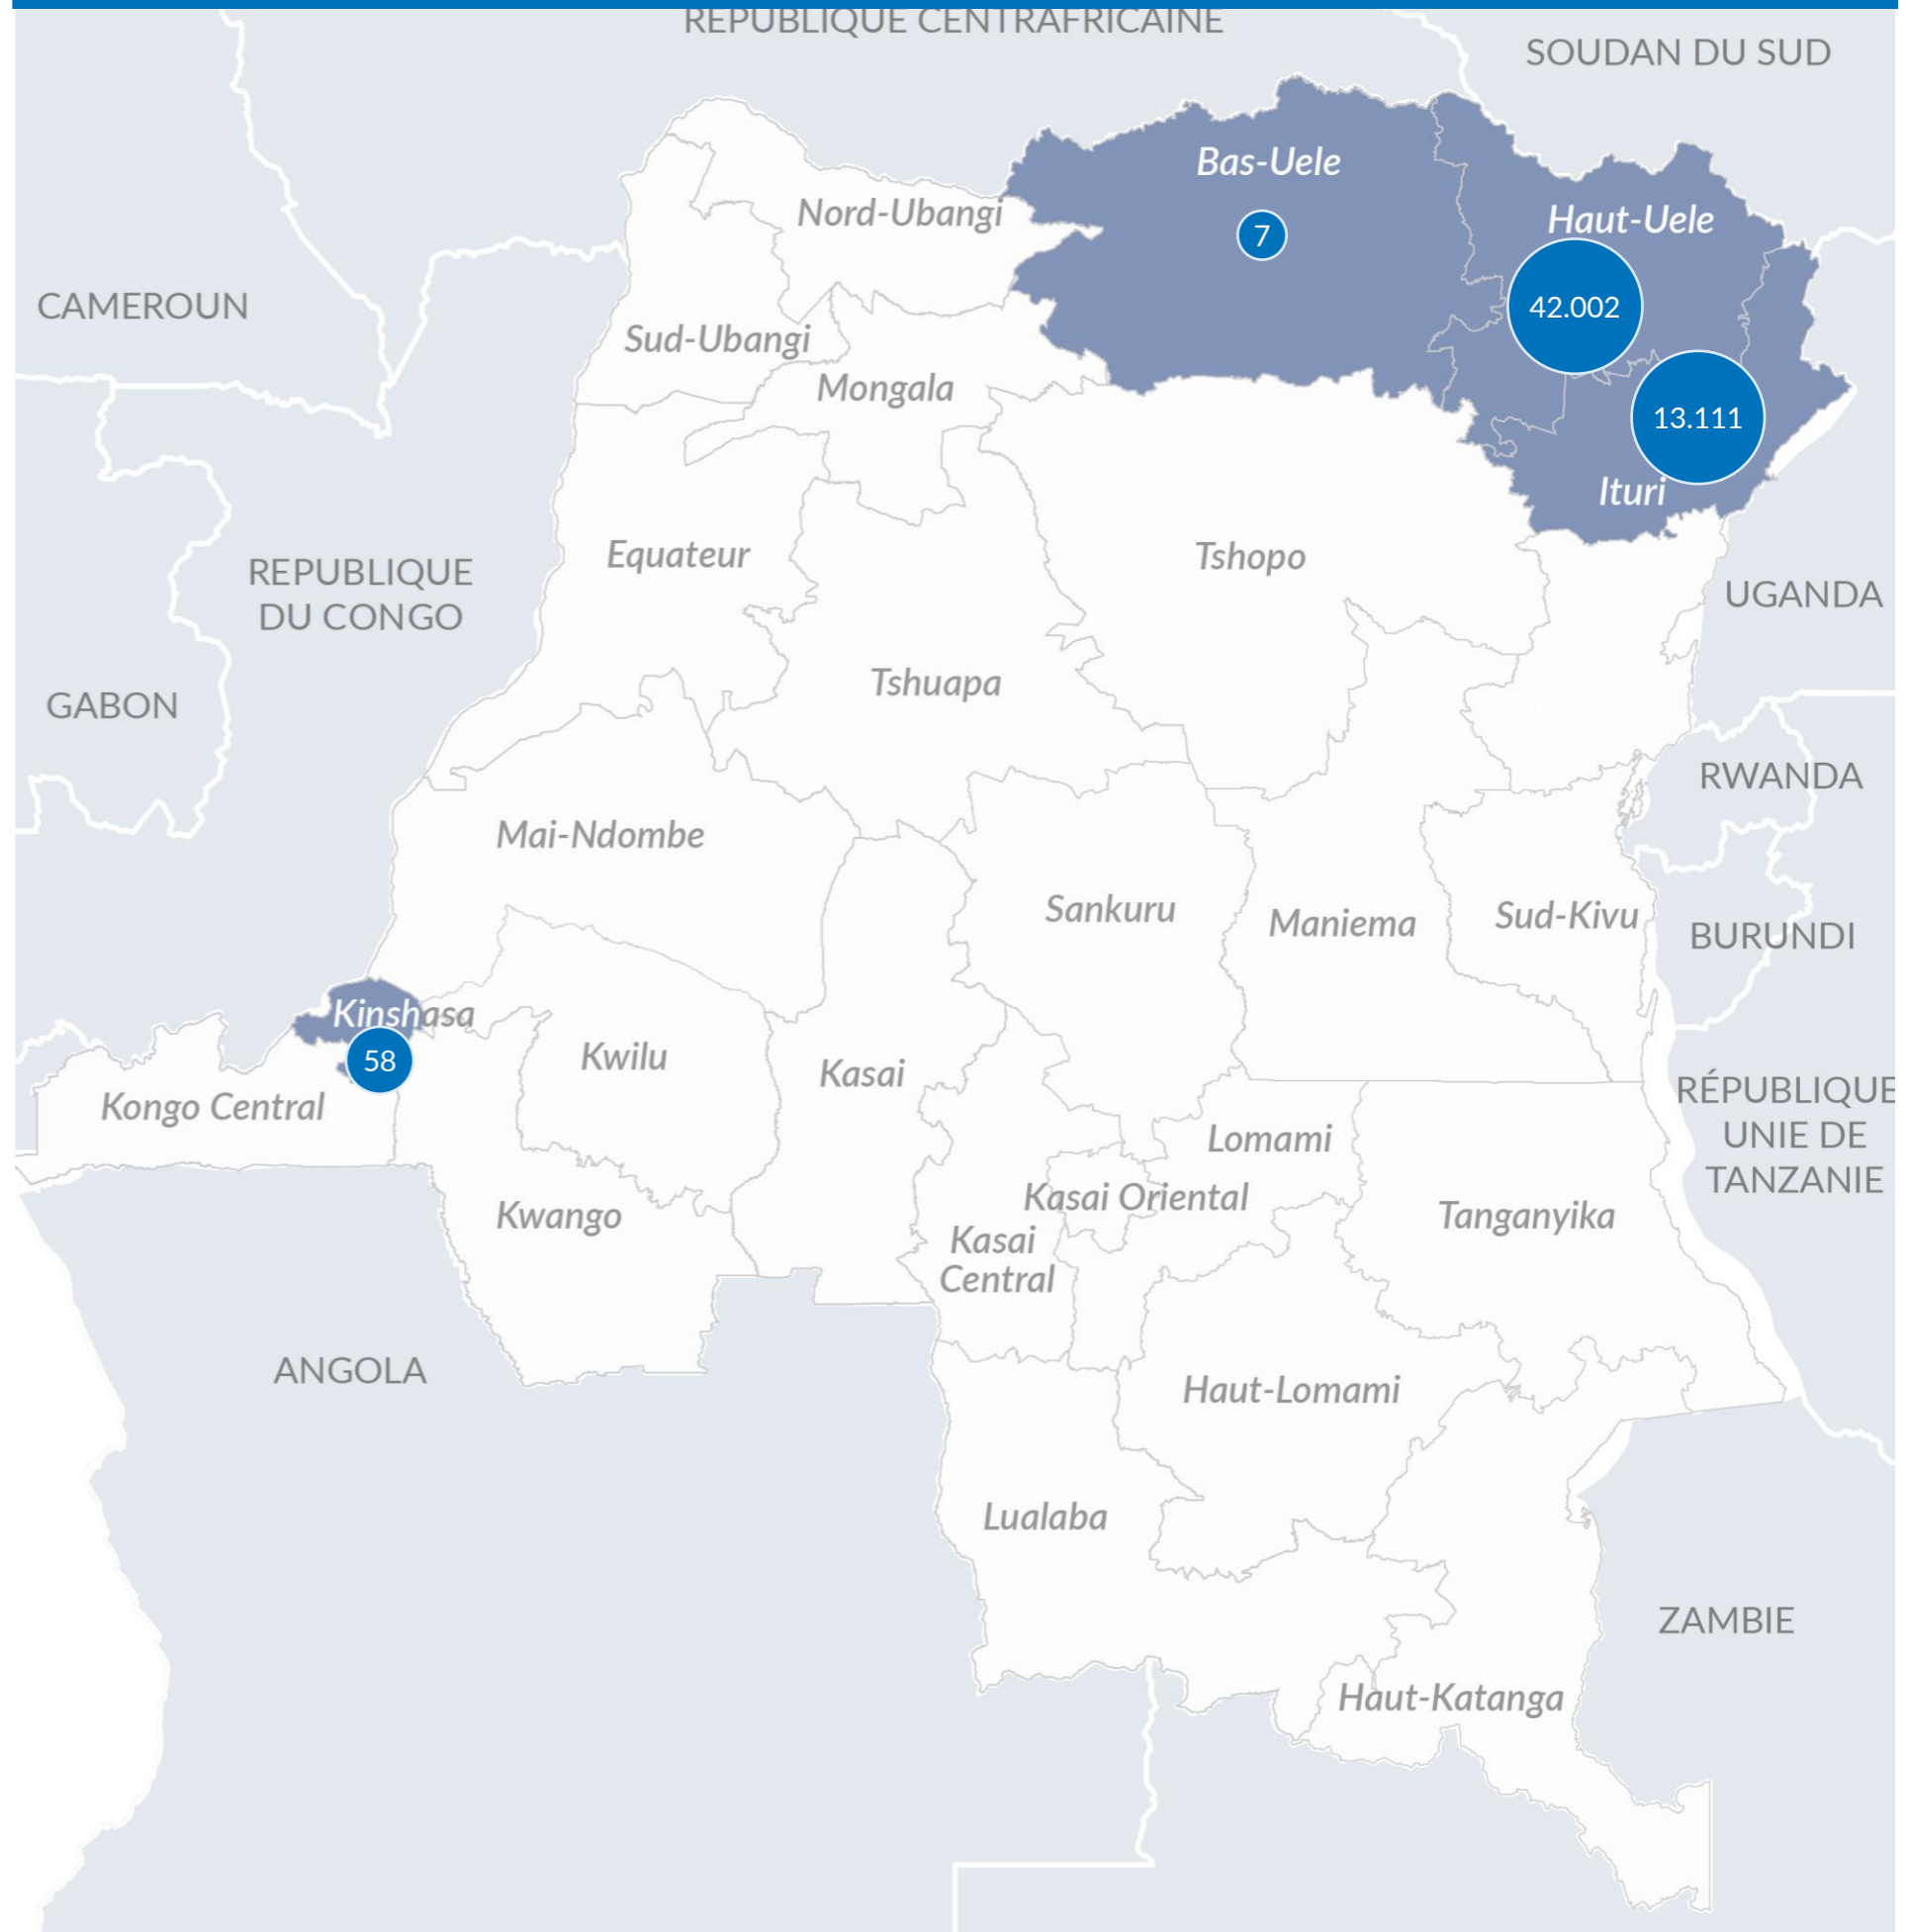 REPUBLIQUE CENTRAFRICAINE
SOUDAN DU SUD
Bas-Uele
Nord-Ubangi
Haut-Uele
7
CAMEROUN
42.002
Sud-Ubangi
Mongala
13.111
Ituri
Equateur
Tshopo
REPUBLIQUE
DU CONGO
UGANDA
Tshuapa
GABON
RWANDA
Mai-Ndombe
Sankuru
Maniema
Sud-Kivu
BURUNDI
Kinshasa
58
Kwilu
Kasai
Kongo Central
RÉPUBLIQUE
UNIE DE
TANZANIE
Lomami
Kasai Oriental
Kwango
Tanganyika
Kasai
Central
ANGOLA
Haut-Lomami
Lualaba
ZAMBIE
Haut-Katanga